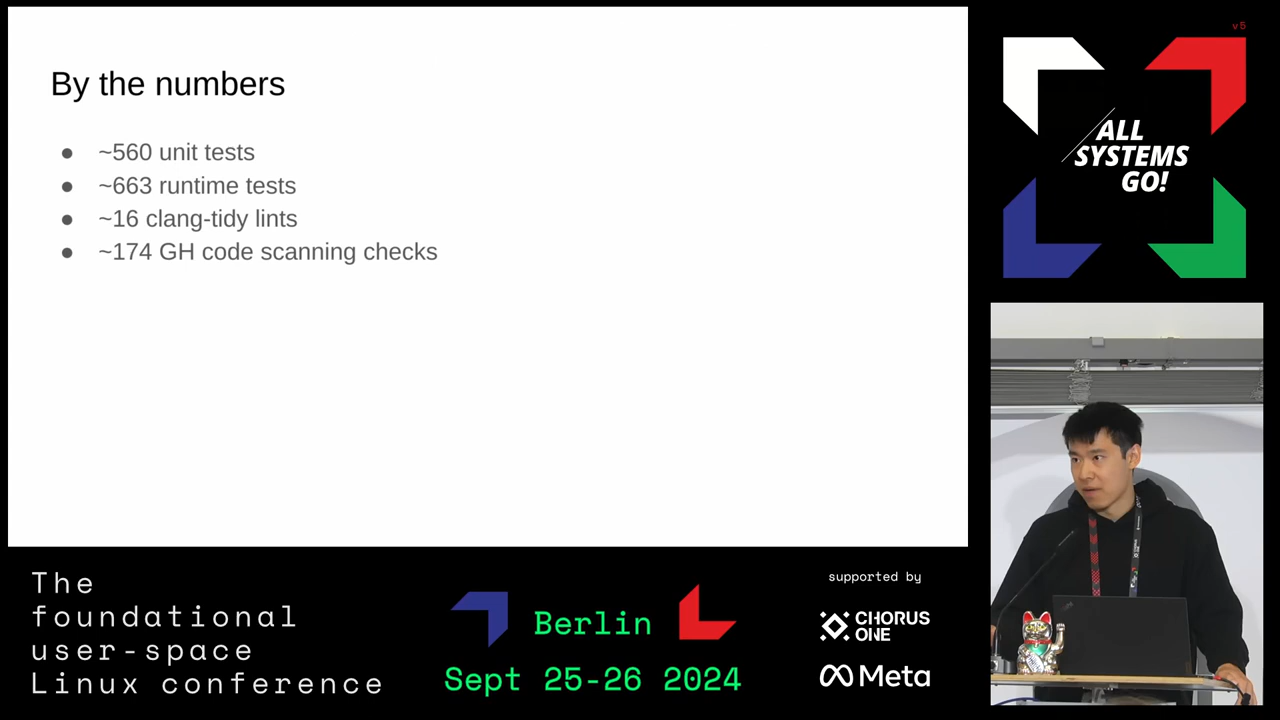 By the numbers
● ~560 unit tests
● ~663 runtime tests
● ~16 clang-tidy lints
● ~174 GH code scanning checks
v5
ALL
SYSTEMS
GO!
The
foundational
user-space
Linux conference
Berlin
Sept 25-26 2024
supported by
CHORUS
ONE
Meta